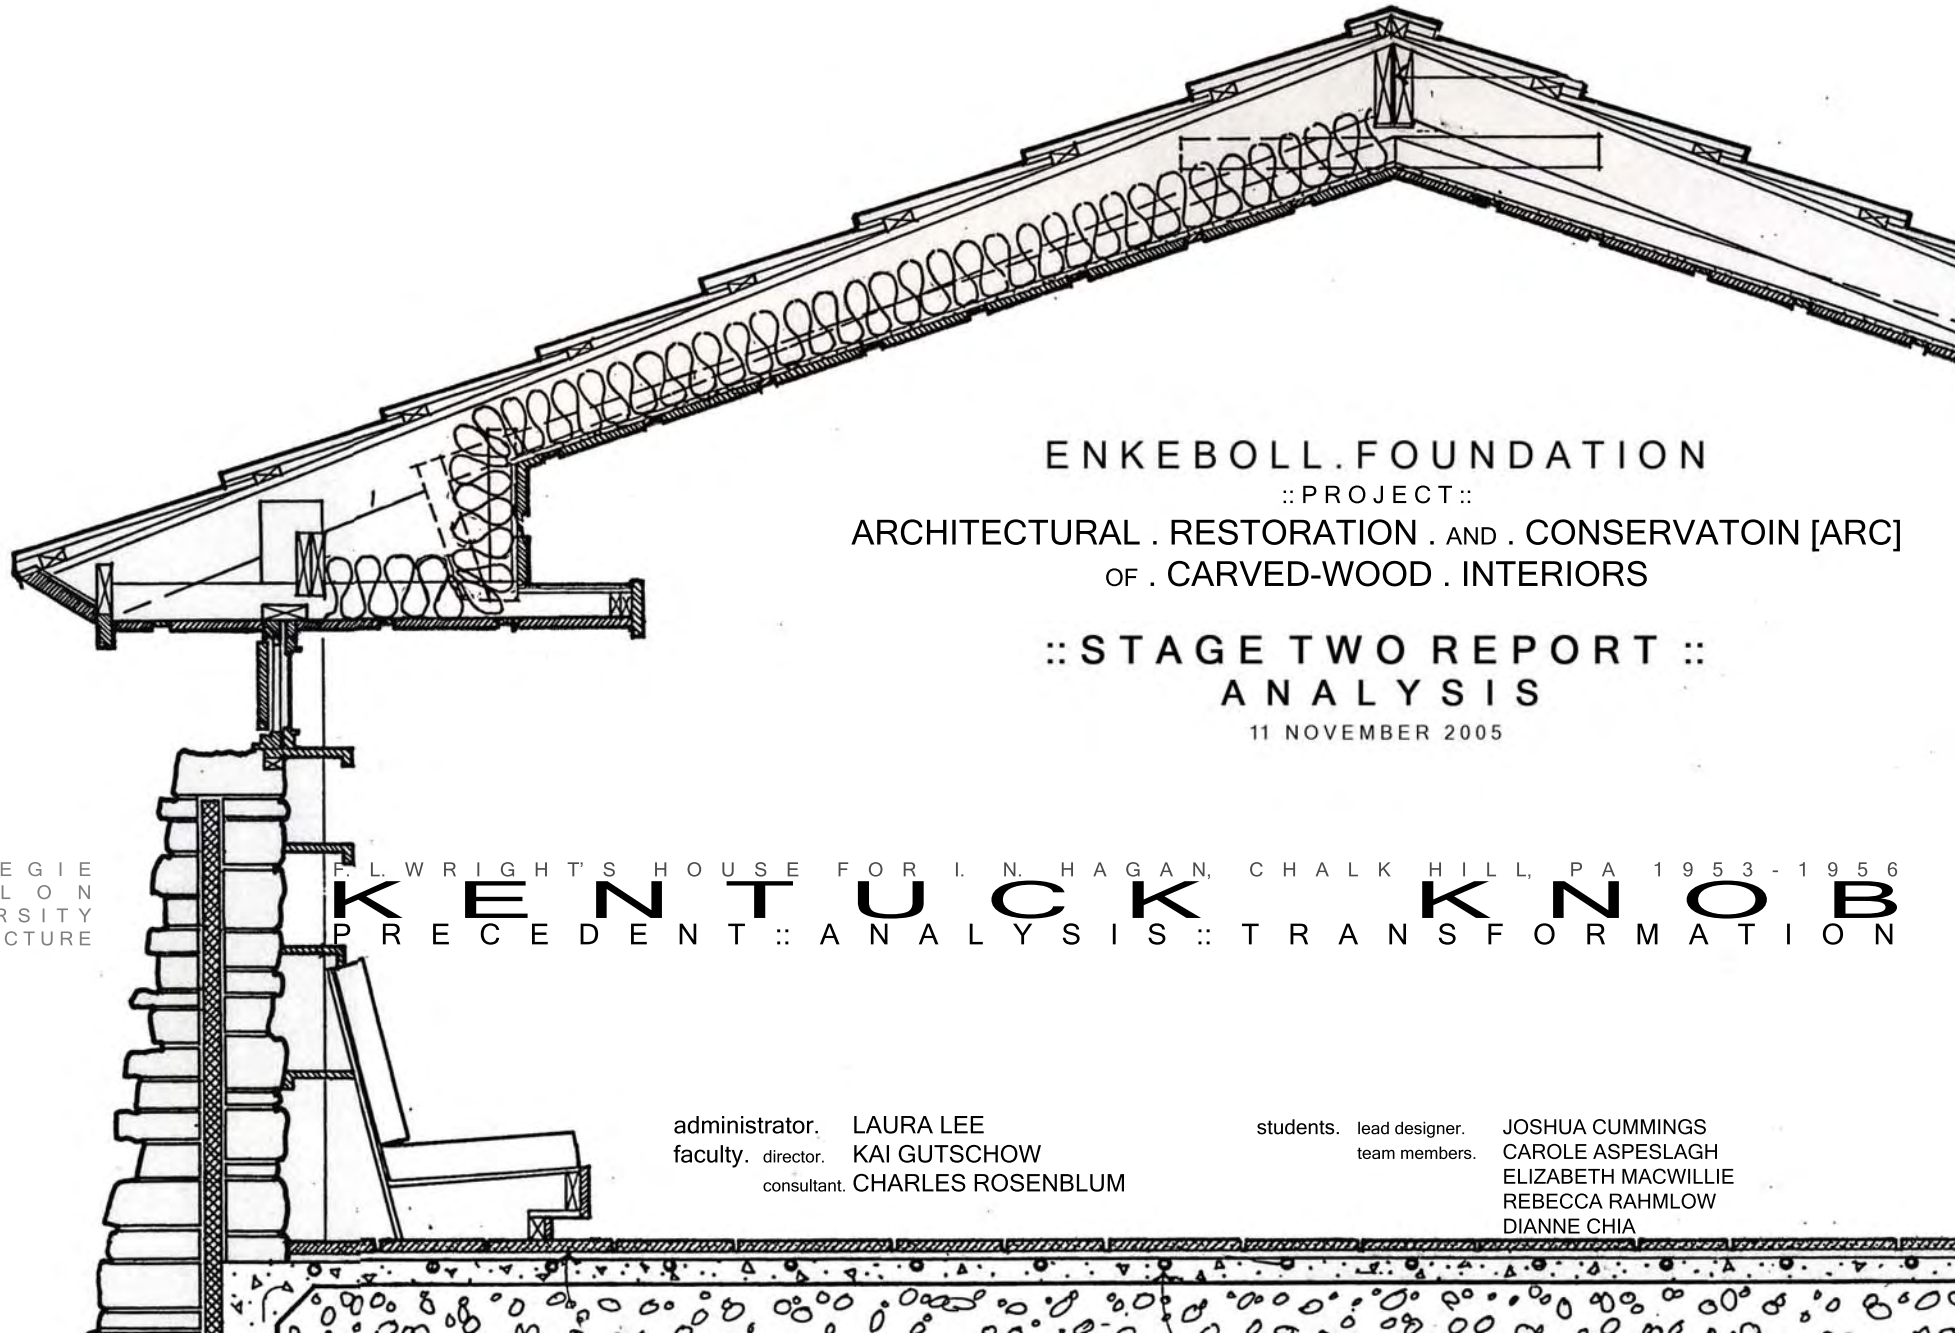 ENKEBOLL.FOUNDATION
::PROJECT::
ARCHITECTURAL . RESTORATION . AND . CONSERVATOIN [ARC]
OF . CARVED-WOOD . INTERIORS
:: STAGE TWO REPORT ::
ANALYSIS
11 NOVEMBER 2005
EGIE
LON
RSITY
CTURE
F. L. WRIGHT'S HOUSE FOR I. N. HAGAN, CHALK HILL, PA 1953-1956
KENTUCK KNOB
PRECEDENT :: ANALYSIS :: TRANSFORMATION
administrator. LAURA LEE
faculty. director. KAI GUTSCHOW
consultant. CHARLES ROSENBLUM
students. lead designer. JOSHUA CUMMINGS
team members. CAROLE ASPESLAGH
ELIZABETH MACWILLIE
REBECCA RAHMLOW
DIANNE CHIA